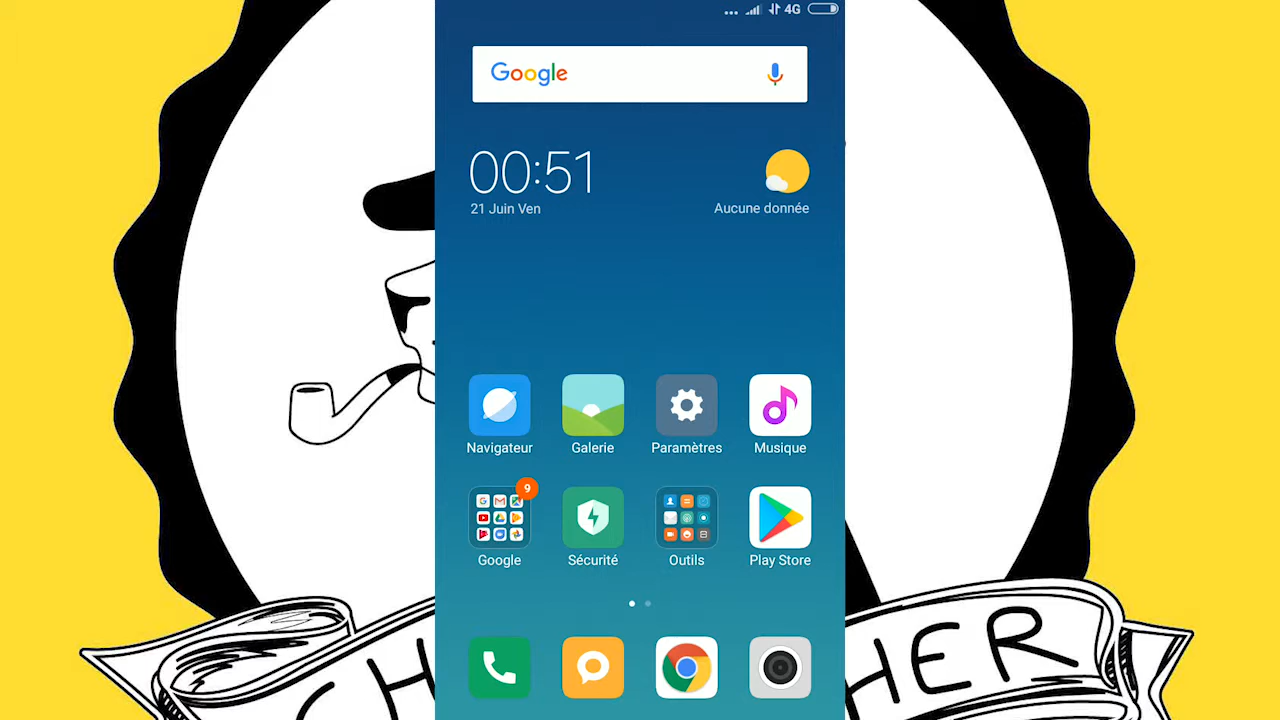 4G
Google
00:51
21 Juin Ven
Aucune donnée
Navigateur
Galerie
Paramètres
Musique
9
Google
Sécurité
Outils
Play Store
CH
HER